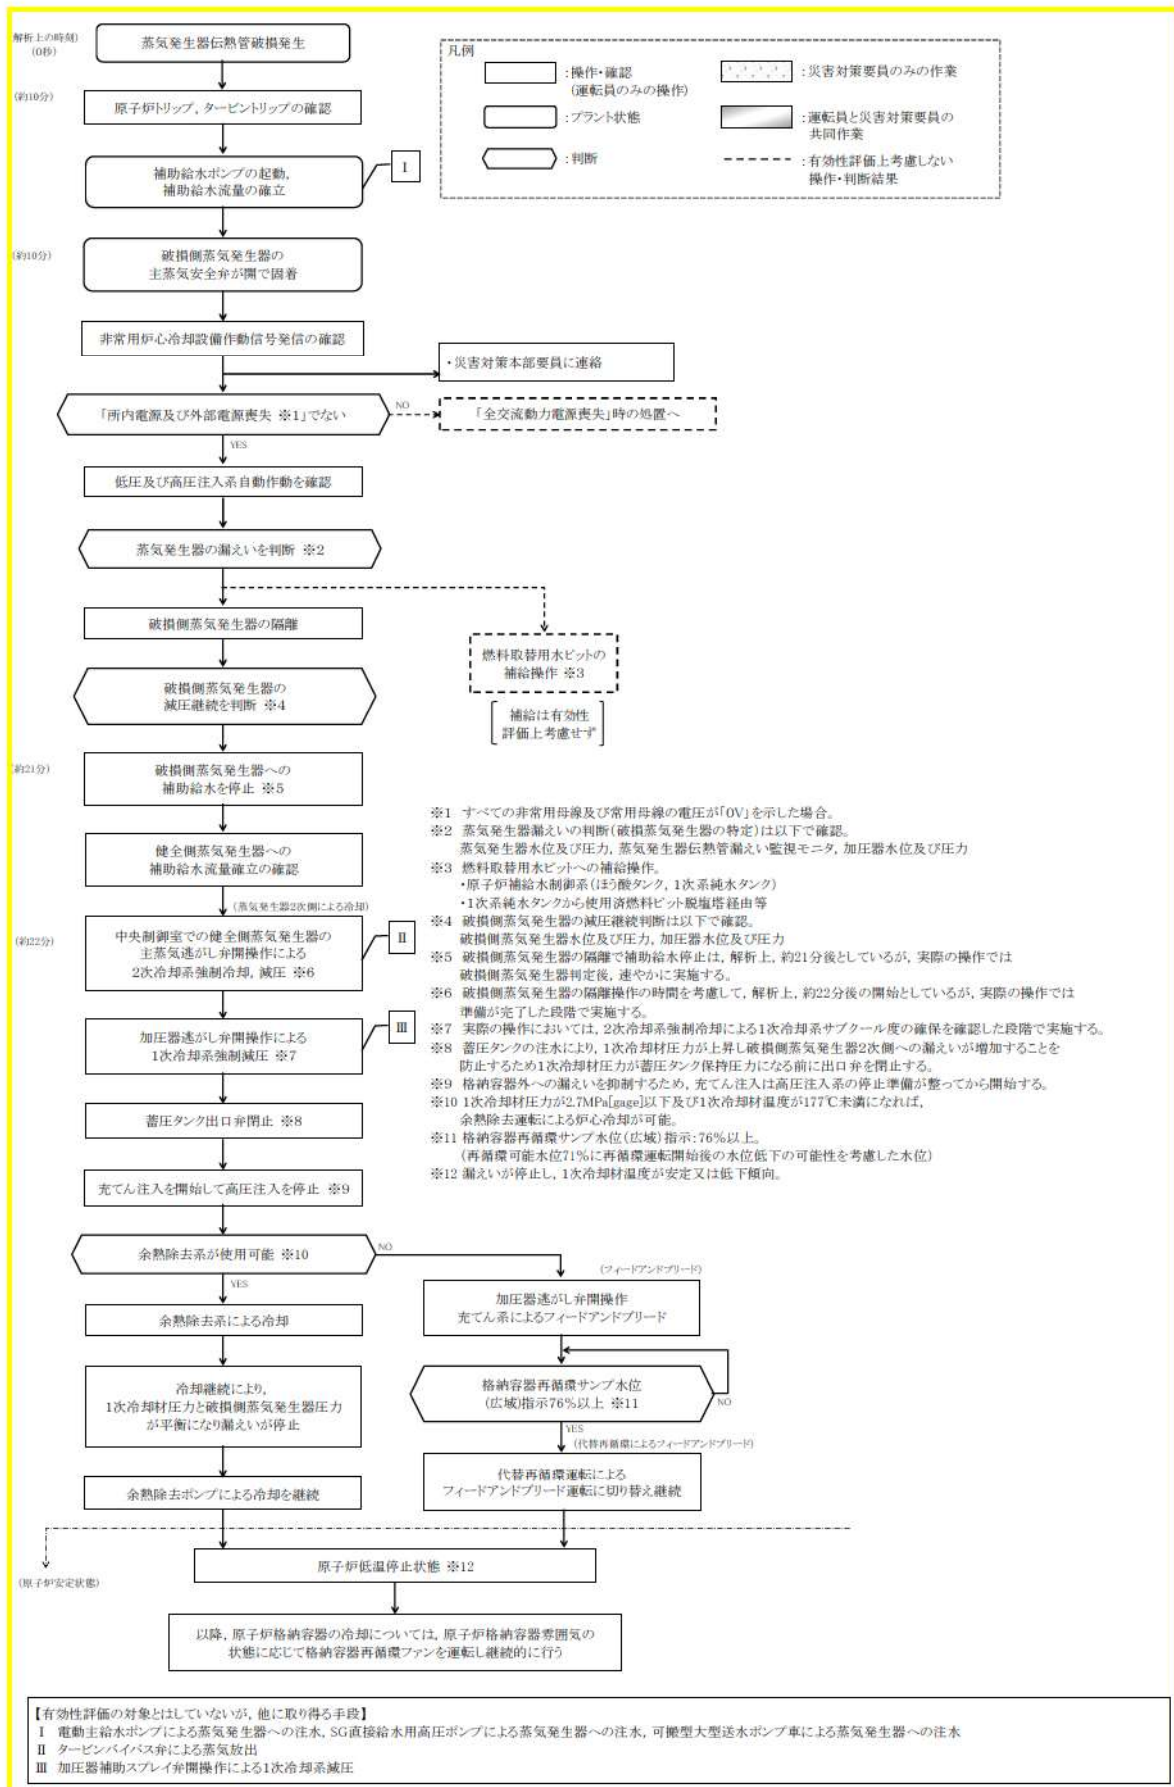 (解析上の時刻)
(0秒)
蒸気発生器伝熱管破損発生
凡例
:操作・確認
(運転員のみの操作)
:プラント状態
:判断
:災害対策要員のみの作業
:運転員と災害対策要員の
共同作業
:有効性評価上考慮しない
操作・判断結果
(約10分)
原子炉トリップ,タービントリップの確認
補助給水ポンプの起動,
補助給水流量の確立
Ⅰ
(約10分)
破損側蒸気発生器の
主蒸気安全弁が開で固着
非常用炉心冷却設備作動信号発信の確認
・災害対策本部要員に連絡
「所内電源及び外部電源喪失 ※1」でない
NO
「全交流動力電源喪失」時の処置へ
YES
低圧及び高圧注入系自動作動を確認
蒸気発生器の漏えいを判断 ※2
破損側蒸気発生器の隔離
燃料取替用水ピットの
補給操作 ※3
補給は有効性
評価上考慮せず
破損側蒸気発生器の
減圧継続を判断 ※4
(約21分)
破損側蒸気発生器への
補助給水を停止 ※5
健全側蒸気発生器への
補助給水流量確立の確認
(蒸気発生器2次側による冷却)
(約22分)
中央制御室での健全側蒸気発生器の
主蒸気逃がし弁開操作による
2次冷却系強制冷却,減圧 ※6
Ⅱ
加圧器逃がし弁開操作による
1次冷却系強制減圧 ※7
Ⅲ
蓄圧タンク出口弁閉止 ※8
充てん注入を開始して高圧注入を停止 ※9
※1 すべての非常用母線及び常用母線の電圧が「0V」を示した場合。
※2 蒸気発生器漏えいの判断(破損蒸気発生器の特定)は以下で確認。
蒸気発生器水位及び圧力,蒸気発生器伝熱管漏えい監視モニタ,加圧器水位及び圧力
※3 燃料取替用水ピットへの補給操作。
・原子炉補給水制御系(ほう酸タンク,1次系純水タンク)
・1次系純水タンクから使用済燃料ピット脱塩塔経由等
※4 破損側蒸気発生器の減圧継続判断は以下で確認。
破損側蒸気発生器水位及び圧力,加圧器水位及び圧力
※5 破損側蒸気発生器の隔離で補助給水停止は,解析上,約21分後としているが,実際の操作では
破損側蒸気発生器判定後,速やかに実施する。
※6 破損側蒸気発生器の隔離操作の時間を考慮して,解析上,約22分後の開始としているが,実際の操作では
準備が完了した段階で実施する。
※7 実際の操作においては,2次冷却系強制冷却による1次冷却系サブクール度の確保を確認した段階で実施する。
※8 蓄圧タンクの注水により,1次冷却材圧力が上昇し破損側蒸気発生器2次側への漏えいが増加することを
防止するため1次冷却材圧力が蓄圧タンク保持圧力になる前に出口弁を閉止する。
※9 格納容器外への漏えいを抑制するため,充てん注入は高圧注入系の停止準備が整ってから開始する。
※10 1次冷却材圧力が2.7MPa[gage]以下及び1次冷却材温度が177℃未満になれば,
余熱除去運転による炉心冷却が可能。
※11 格納容器再循環サンプ水位(広域)指示:76%以上。
(再循環可能水位71%に再循環運転開始後の水位低下の可能性を考慮した水位)
※12 漏えいが停止し,1次冷却材温度が安定又は低下傾向。
余熱除去系が使用可能 ※10
NO
YES
(フィードアンドブリード)
余熱除去系による冷却
加圧器逃がし弁開操作
充てん系によるフィードアンドブリード
冷却継続により,
1次冷却材圧力と破損側蒸気発生器圧力
が平衡になり漏えいが停止
格納容器再循環サンプ水位
(広域)指示76%以上 ※11
NO
YES
(代替再循環によるフィードアンドブリード)
余熱除去ポンプによる冷却を継続
代替再循環運転による
フィードアンドブリード運転に切り替え継続
(原子炉安定状態)
原子炉低温停止状態 ※12
以降,原子炉格納容器の冷却については,原子炉格納容器雰囲気の
状態に応じて格納容器再循環ファンを運転し継続的に行う
【有効性評価の対象とはしていないが,他に取り得る手段】
Ⅰ 電動主給水ポンプによる蒸気発生器への注水,SG直接給水用高圧ポンプによる蒸気発生器への注水,可搬型大型送水ポンプ車による蒸気発生器への注水
Ⅱ タービンバイパス弁による蒸気放出
Ⅲ 加圧器補助スプレイ弁開操作による1次冷却系減圧